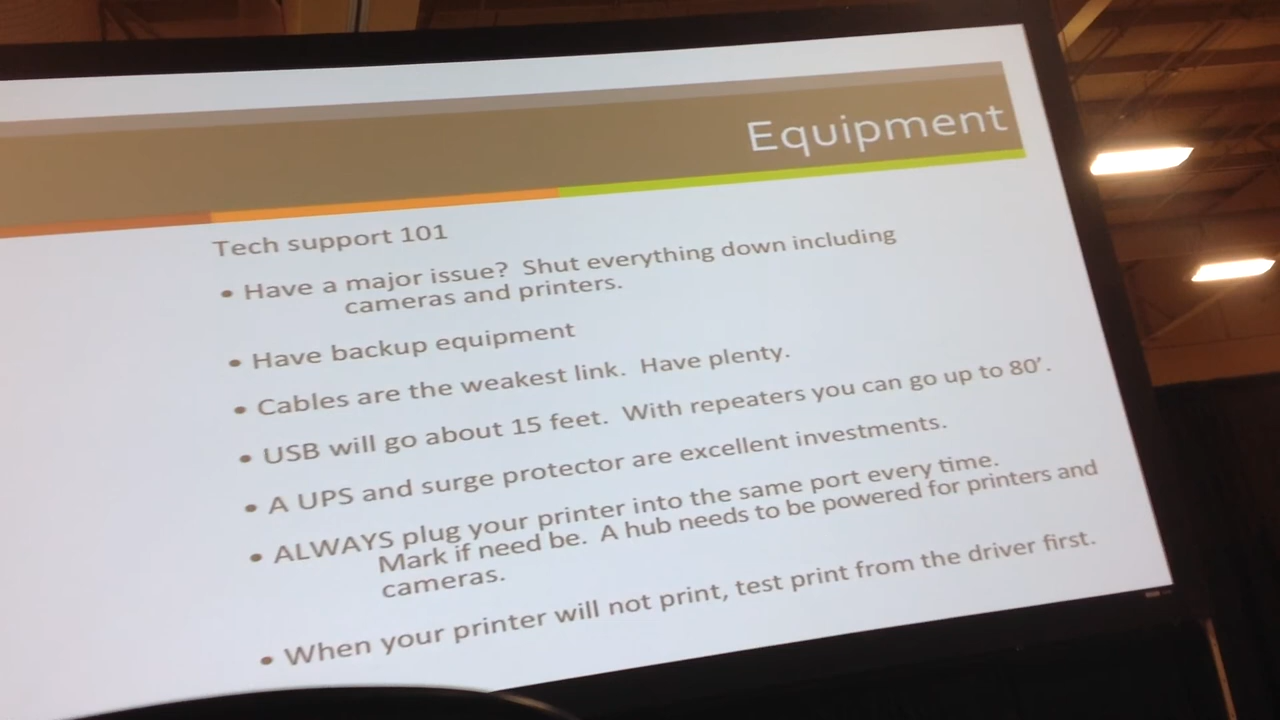 Equipment
Tech support 101
• Have a major issue?  Shut everything down including
cameras and printers.
• Have backup equipment
• Cables are the weakest link.  Have plenty.
• USB will go about 15 feet.  With repeaters you can go up to 80’.
• A UPS and surge protector are excellent investments.
• ALWAYS plug your printer into the same port every time.
Mark if need be.  A hub needs to be powered for printers and
cameras.
• When your printer will not print, test print from the driver first.